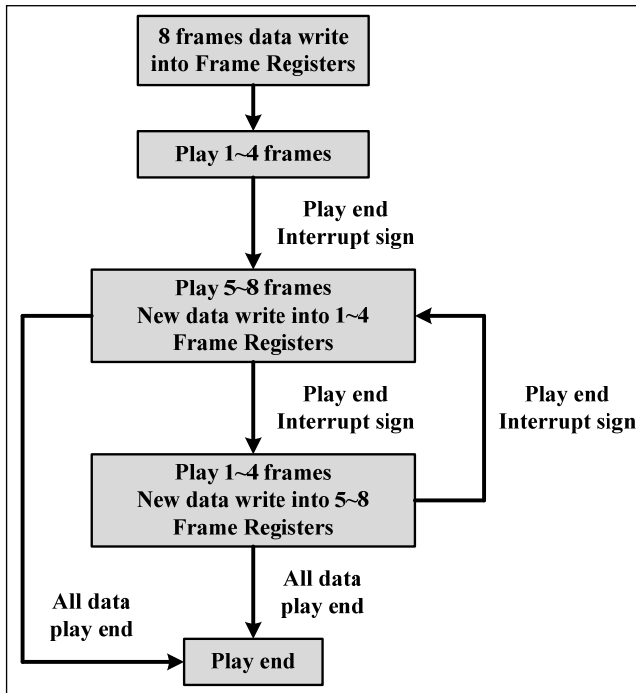 8 frames data write
into Frame Registers
Play 1~4 frames
Play end
Interrupt sign
Play 5~8 frames
New data write into 1~4
Frame Registers
Play end
Interrupt sign
Play end
Interrupt sign
Play 1~4 frames
New data write into 5~8
Frame Registers
All data
play end
All data
play end
Play end